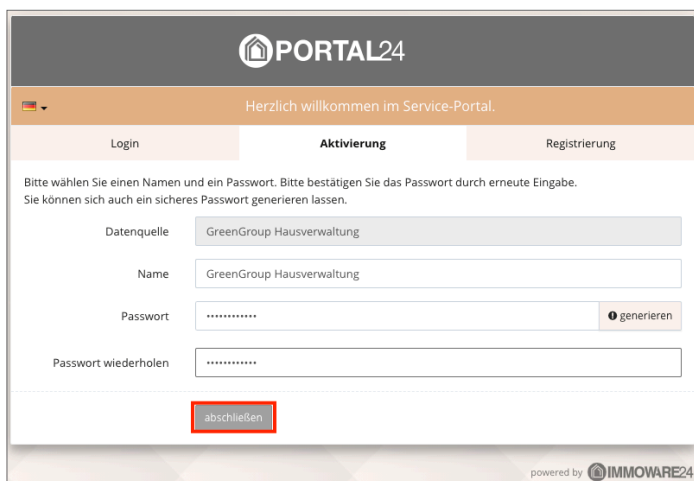 PORTAL24
Herzlich willkommen im Service-Portal.
Login Aktivierung Registrierung
Bitte wählen Sie einen Namen und ein Passwort. Bitte bestätigen Sie das Passwort durch erneute Eingabe.
Sie können sich auch ein sicheres Passwort generieren lassen.
Datenquelle GreenGroup Hausverwaltung
Name GreenGroup Hausverwaltung
Passwort •••••••••••• generieren
Passwort wiederholen ••••••••••••
abschließen
powered by IMMOWARE24